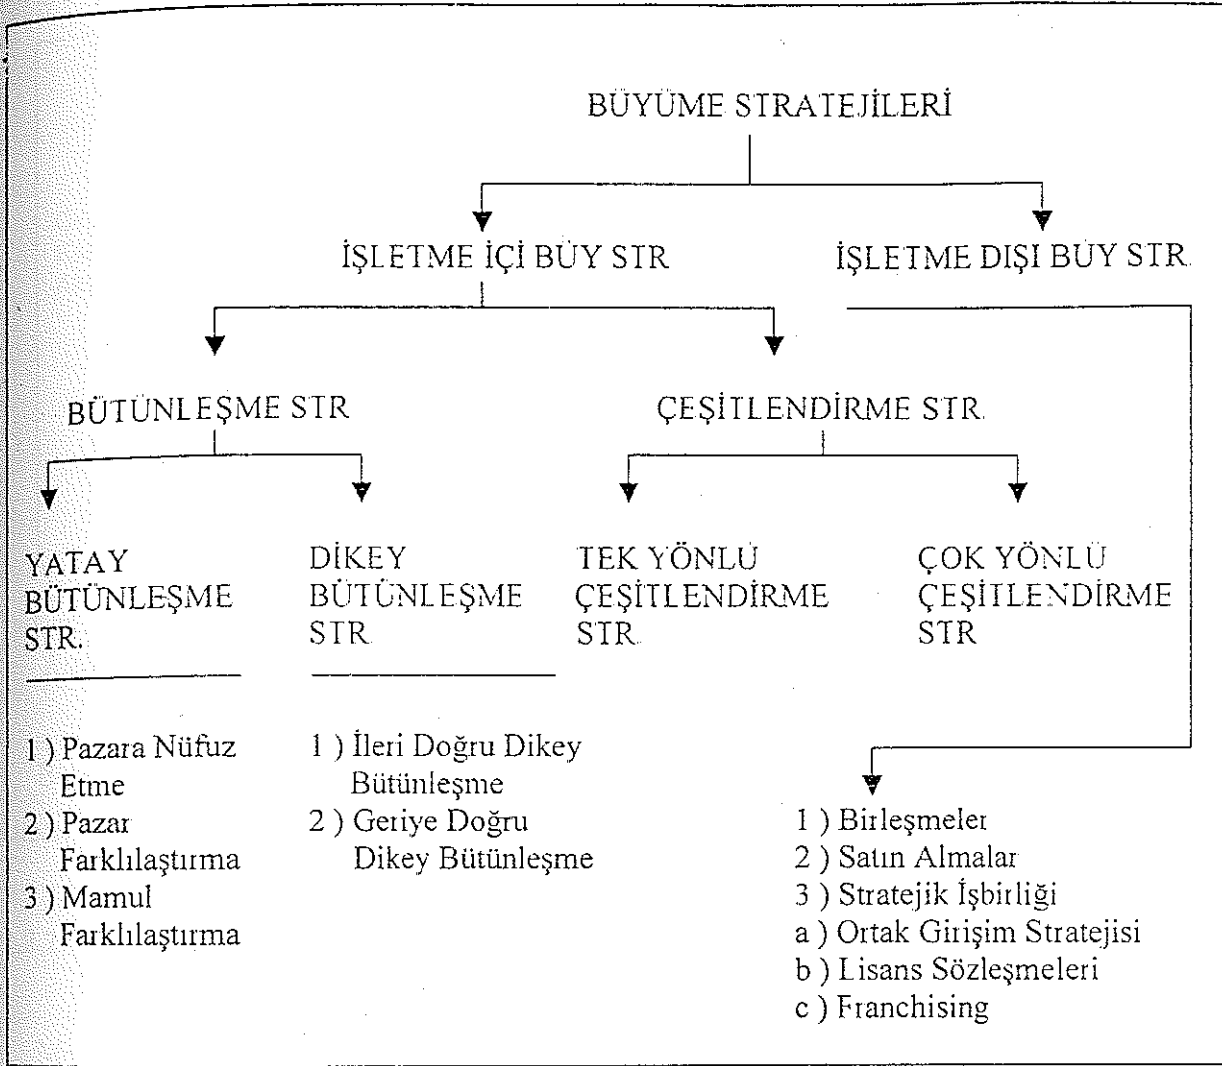 BÜYÜME STRATEJİLERİ
İŞLETME İÇİ BÜY STR
İŞLETME DIŞI BÜY STR.
BÜTÜNLEŞME STR
ÇEŞİTLENDİRME STR.
YATAY
BÜTÜNLEŞME
STR.
DİKEY
BÜTÜNLEŞME
STR
TEK YÖNLÜ
ÇEŞİTLENDİRME
STR.
ÇOK YÖNLÜ
ÇEŞİTLENDİRME
STR
1 ) Pazara Nüfuz
Etme
2 ) Pazar
Farklılaştırma
3 ) Mamul
Farklılaştırma
1 ) İleri Doğru Dikey
Bütünleşme
2 ) Geriye Doğru
Dikey Bütünleşme
1 ) Birleşmeler
2 ) Satın Almalar
3 ) Stratejik İşbirliği
a ) Ortak Girişim Stratejisi
b ) Lisans Sözleşmeleri
c ) Franchising